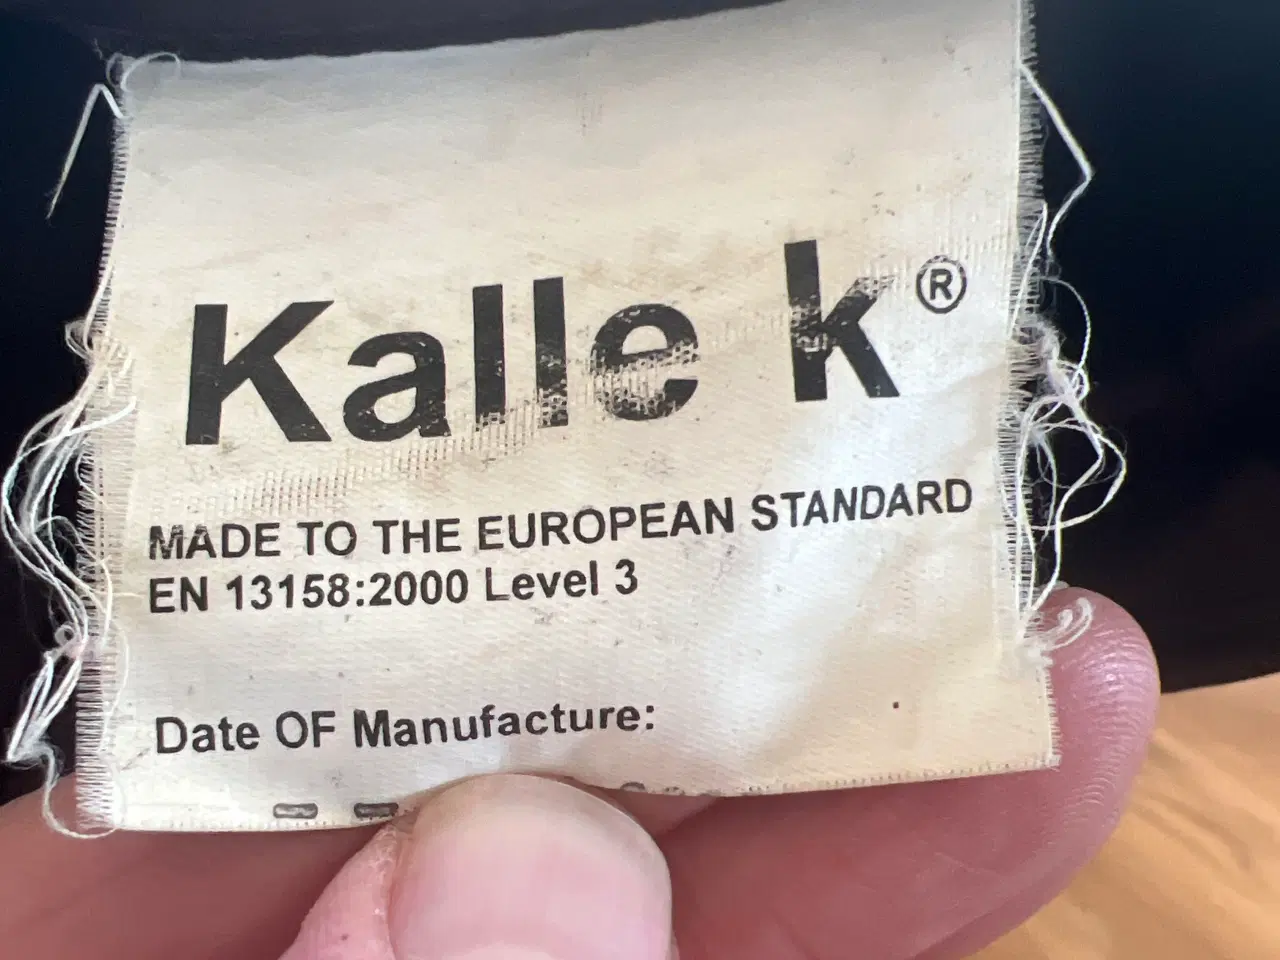 Kalle k®
MADE TO THE EUROPEAN STANDARD
EN 13158:2000 Level 3
Date OF Manufacture: